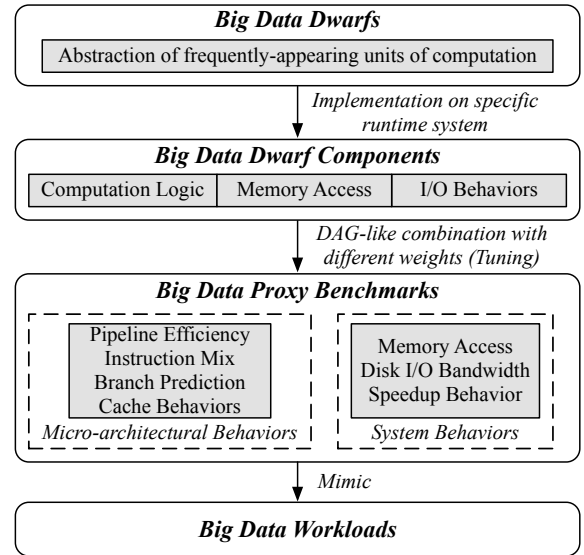 Big Data Dwarfs
Abstraction of frequently-appearing units of computation
Implementation on specific
runtime system
Big Data Dwarf Components
Computation Logic
Memory Access
I/O Behaviors
DAG-like combination with
different weights (Tuning)
Big Data Proxy Benchmarks
Pipeline Efficiency
Instruction Mix
Branch Prediction
Cache Behaviors
Micro-architectural Behaviors
Memory Access
Disk I/O Bandwidth
Speedup Behavior
System Behaviors
Mimic
Big Data Workloads